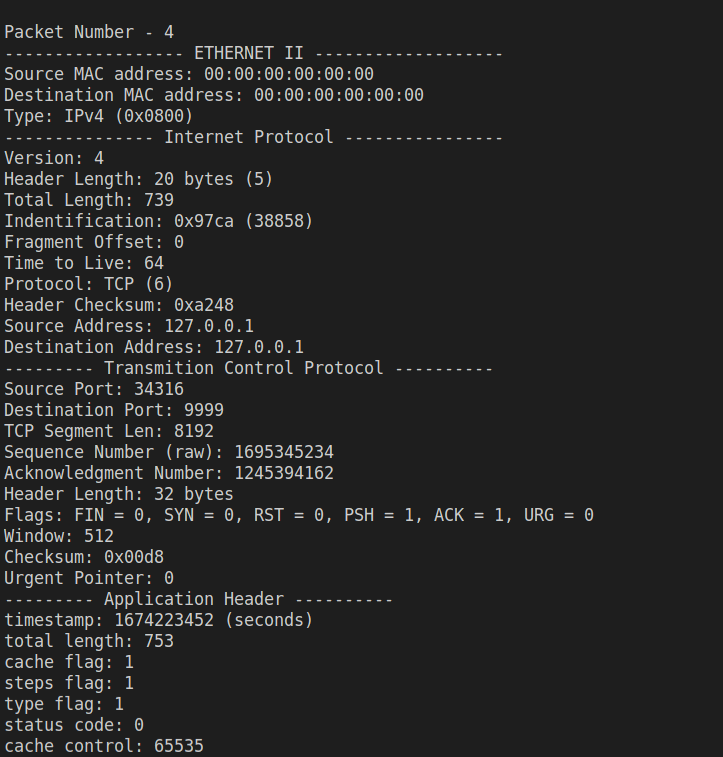 Packet Number - 4
------------------ ETHERNET II -------------------
Source MAC address: 00:00:00:00:00:00
Destination MAC address: 00:00:00:00:00:00
Type: IPv4 (0x0800)
--------------- Internet Protocol ----------------
Version: 4
Header Length: 20 bytes (5)
Total Length: 739
Indentification: 0x97ca (38858)
Fragment Offset: 0
Time to Live: 64
Protocol: TCP (6)
Header Checksum: 0xa248
Source Address: 127.0.0.1
Destination Address: 127.0.0.1
--------- Transmition Control Protocol ----------
Source Port: 34316
Destination Port: 9999
TCP Segment Len: 8192
Sequence Number (raw): 1695345234
Acknowledgment Number: 1245394162
Header Length: 32 bytes
Flags: FIN = 0, SYN = 0, RST = 0, PSH = 1, ACK = 1, URG = 0
Window: 512
Checksum: 0x00d8
Urgent Pointer: 0
--------- Application Header ----------
timestamp: 1674223452 (seconds)
total length: 753
cache flag: 1
steps flag: 1
type flag: 1
status code: 0
cache control: 65535